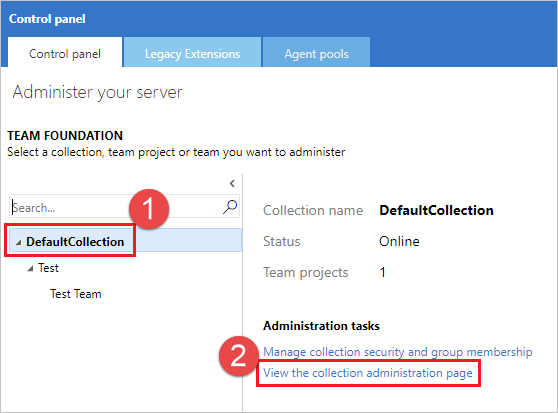 Control panel
Control panel
Legacy Extensions
Agent pools
Administer your server
TEAM FOUNDATION
Select a collection, team project or team you want to administer
Search...
1
DefaultCollection
Test
Test Team
Collection name DefaultCollection
Status Online
Team projects 1
Administration tasks
2
Manage collection security and group membership
View the collection administration page